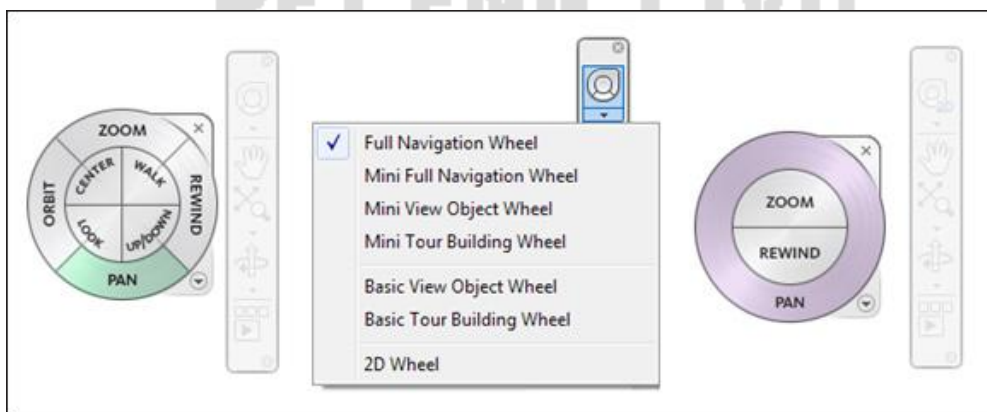 ZOOM
CENTER
WALK
ORBIT
REWIND
LOOK
UP/DOWN
PAN
Full Navigation Wheel
Mini Full Navigation Wheel
Mini View Object Wheel
Mini Tour Building Wheel
Basic View Object Wheel
Basic Tour Building Wheel
2D Wheel
ZOOM
REWIND
PAN